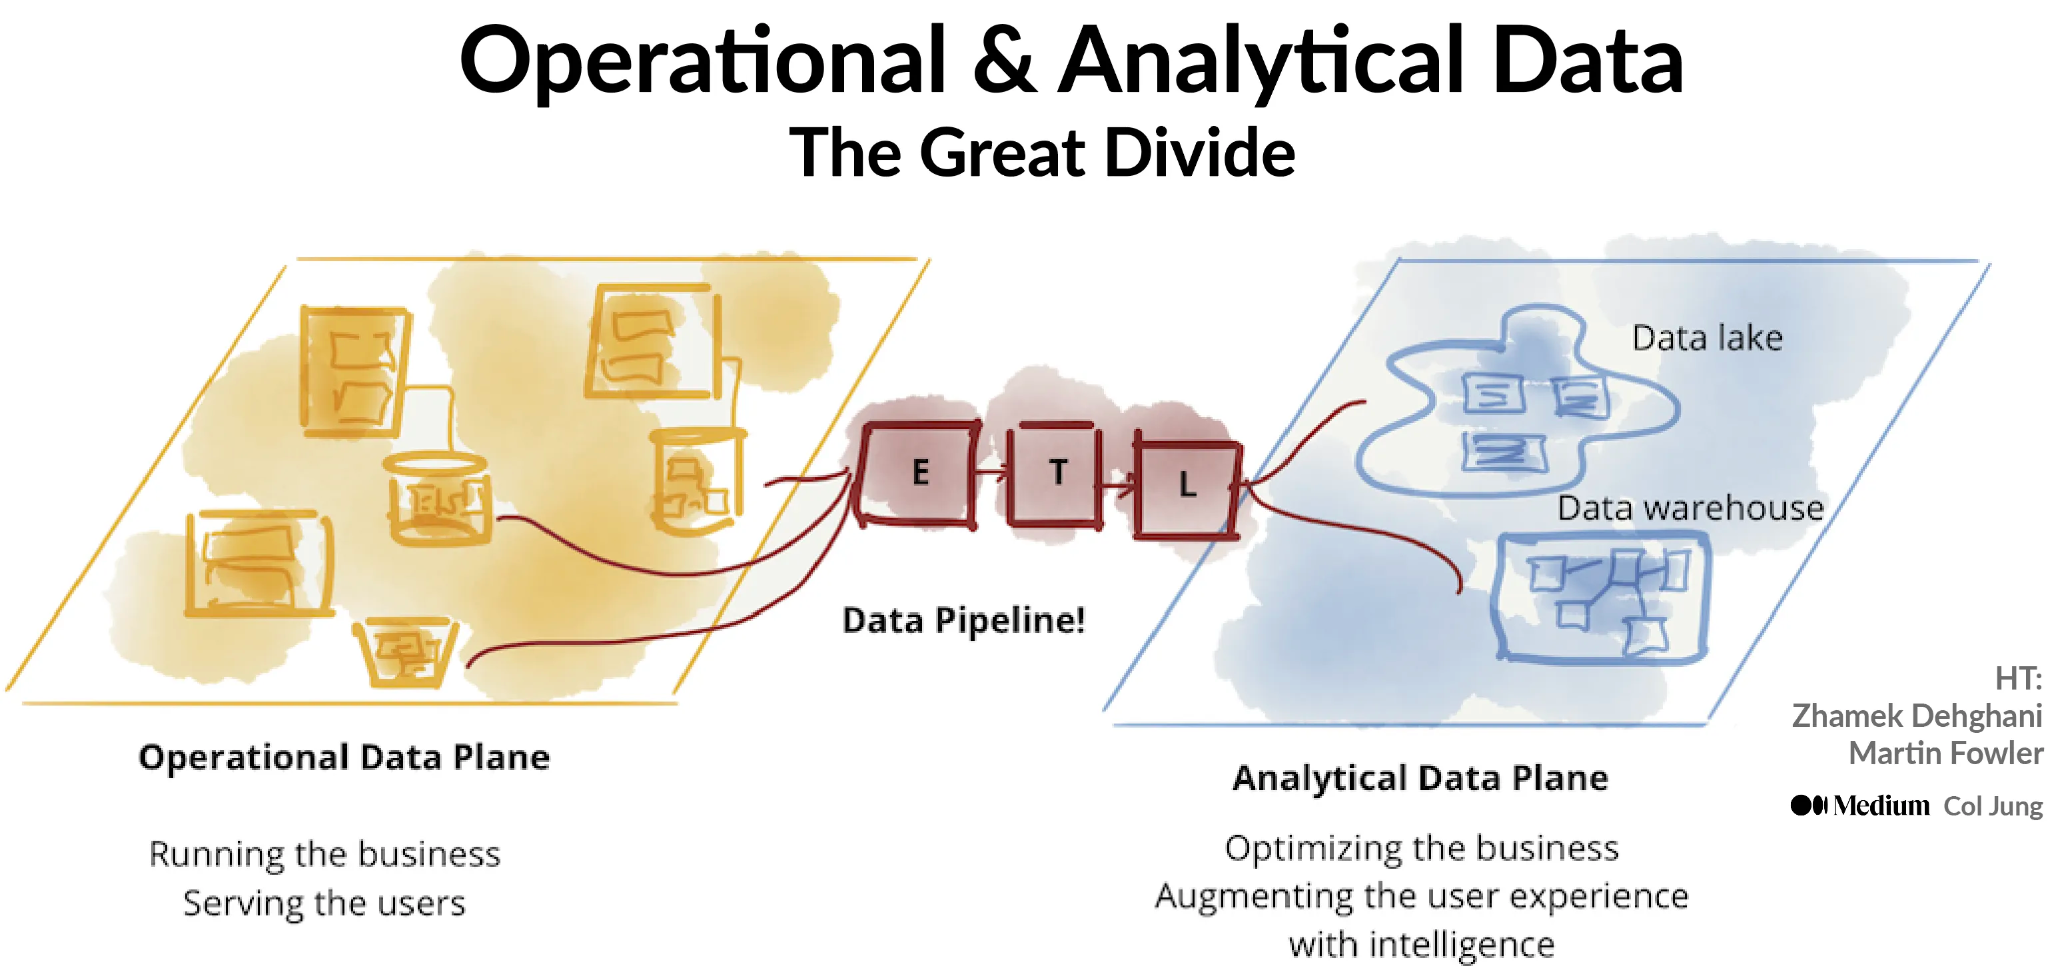 Operational & Analytical Data
The Great Divide
Data lake
E
T
L
Data warehouse
Data Pipeline!
HT:
Zhamek Dehghani
Martin Fowler
Medium Col Jung
Operational Data Plane
Running the business
Serving the users
Analytical Data Plane
Optimizing the business
Augmenting the user experience
with intelligence